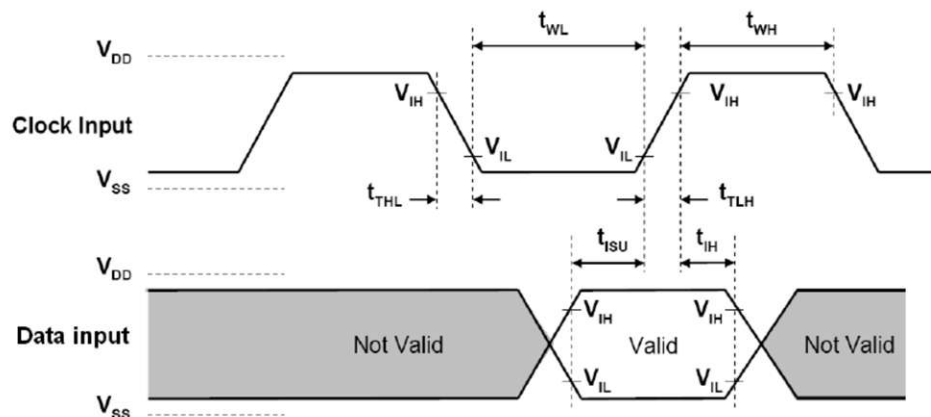 t_WL t_WH
V_DD
V_IH V_IH V_IH
Clock Input
V_IL V_IL
V_SS
t_THL t_TLH
t_ISU t_IH
V_DD
V_IH V_IH
Data input Not Valid Valid Not Valid
V_IL V_IL
V_SS